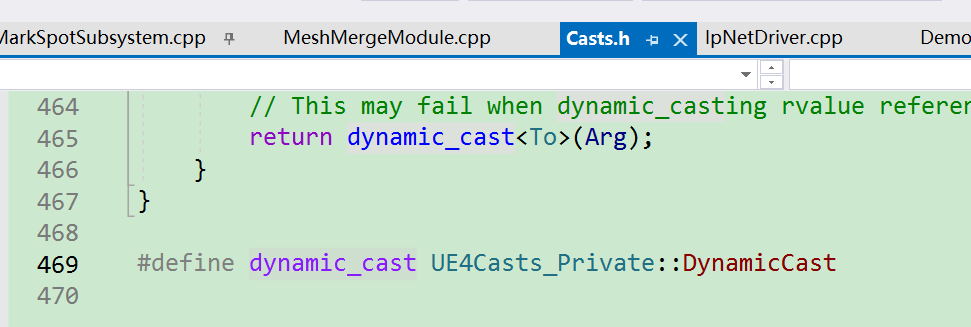 MarkSpotSubsystem.cpp MeshMergeModule.cpp Casts.h IpNetDriver.cpp Demo
464 // This may fail when dynamic_casting rvalue referen
465 return dynamic_cast<To>(Arg);
466 }
467 }
468
469 #define dynamic_cast UE4Casts_Private::DynamicCast
470